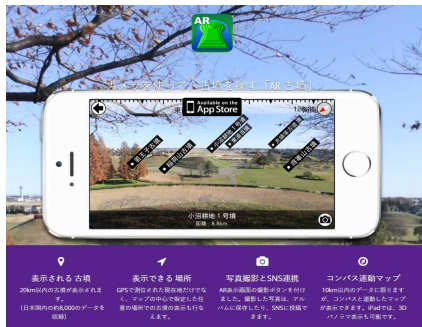 AR
カメラを使って、古墳を探す「AR古墳」
Available on the
App Store
小沼耕地1号墳
距離：6.8km
表示される 古墳
20km以内の古墳が表示されま
す。
（日本国内の約8,000のデータを
収録）
表示できる 場所
GPSで測位された現在地だけでな
く、マップの中心で指定した任
意の場所での古墳の表示も行な
えます。
写真撮影とSNS連携
AR表示画面の撮影ボタンを付け
ました。撮影した写真は、アル
バムに保存したり、SNSに投稿で
きます。
コンパス連動マップ
10km以内のデータに限ります
が、コンパスと連動したマップ
が表示できます。iPadでは、3D
パノラマ表示も可能です。